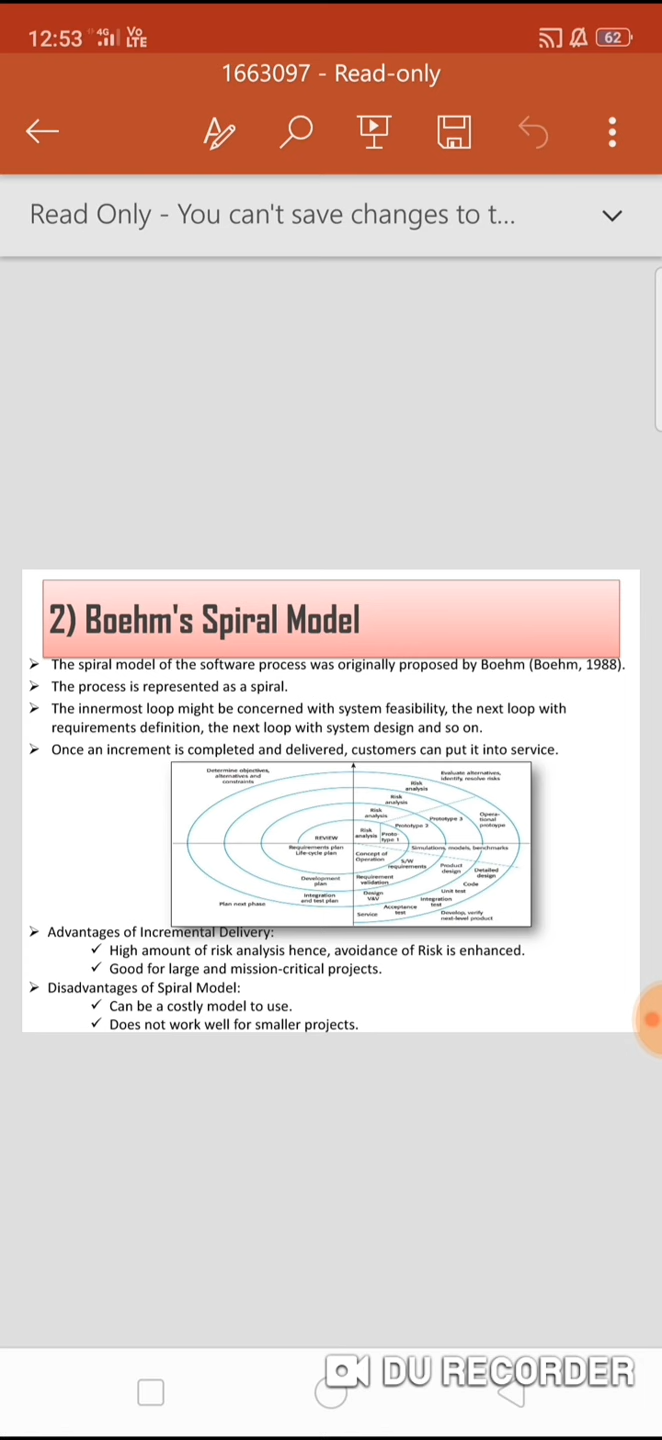 12:53 4G Vo LTE 62
1663097 - Read-only
Read Only - You can't save changes to t...
2) Boehm's Spiral Model
➢ The spiral model of the software process was originally proposed by Boehm (Boehm, 1988).
➢ The process is represented as a spiral.
➢ The innermost loop might be concerned with system feasibility, the next loop with
requirements definition, the next loop with system design and so on.
➢ Once an increment is completed and delivered, customers can put it into service.
Determine objectives,
alternatives and
constraints
Evaluate alternatives,
identify, resolve risks
Risk
analysis
Risk
analysis
Risk
analysis
Risk
analysis
Proto-
type 1
Prototype 2
Prototype 3
Opera-
tional
prototype
REVIEW
Requirements plan
Life-cycle plan
Concept of
Operation
Simulations, models, benchmarks
S/W
requirements
Product
design
Detailed
design
Development
plan
Requirement
validation
Code
Unit test
Integration
and test plan
Design
V&V
Integration
test
Plan next phase
Acceptance
test
Service
Develop, verify
next-level product
➢ Advantages of Incremental Delivery:
✓ High amount of risk analysis hence, avoidance of Risk is enhanced.
✓ Good for large and mission-critical projects.
➢ Disadvantages of Spiral Model:
✓ Can be a costly model to use.
✓ Does not work well for smaller projects.
DU RECORDER